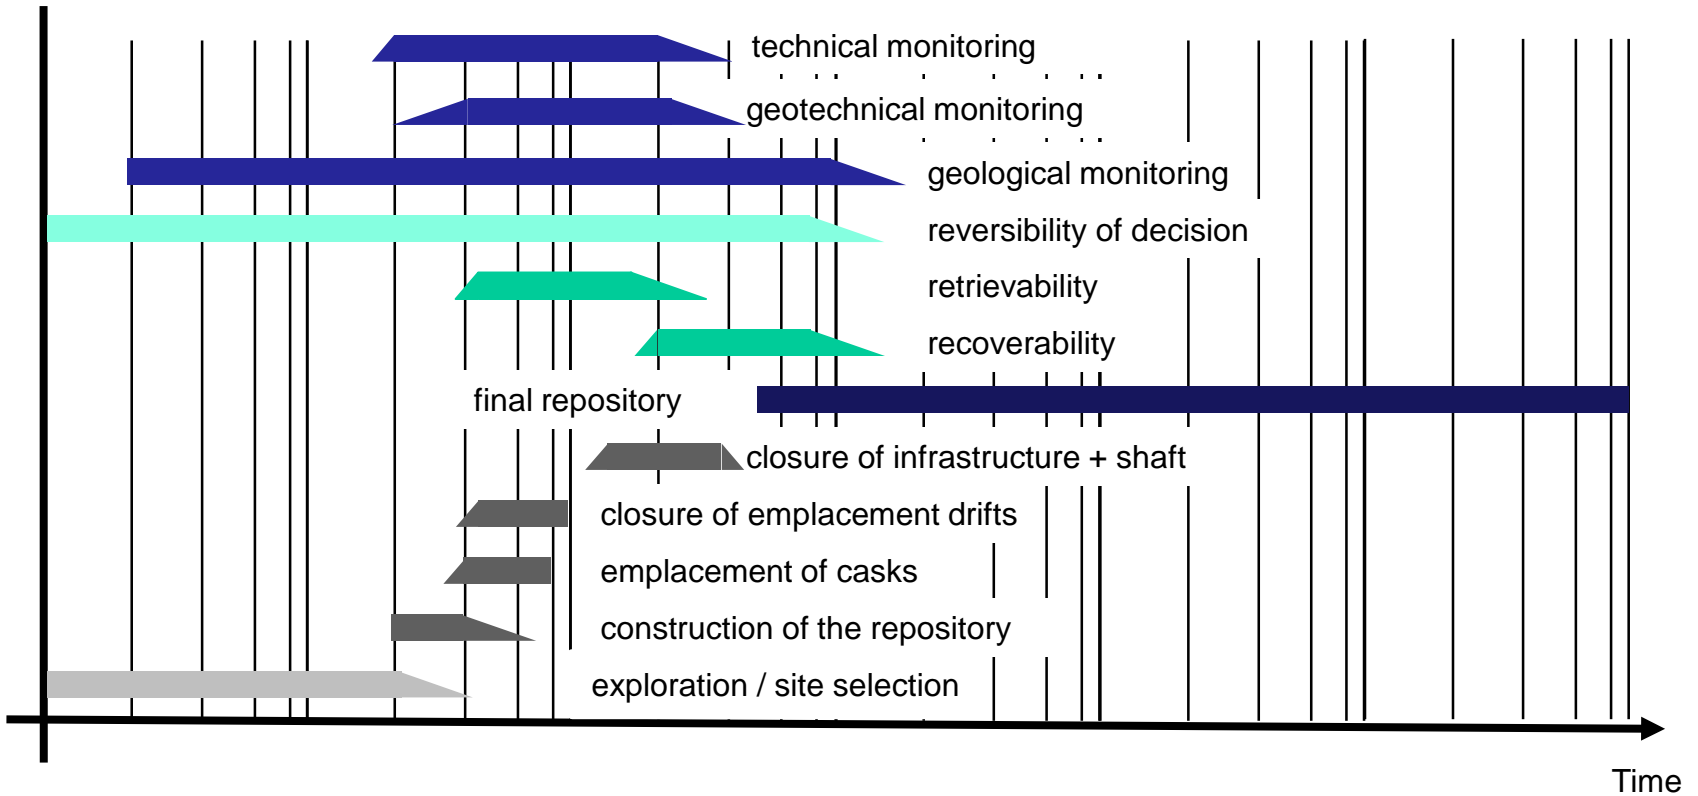 technical monitoring
geotechnical monitoring
geological monitoring
reversibility of decision
retrievability
recoverability
final repository
closure of infrastructure + shaft
closure of emplacement drifts
emplacement of casks
construction of the repository
exploration / site selection
Time